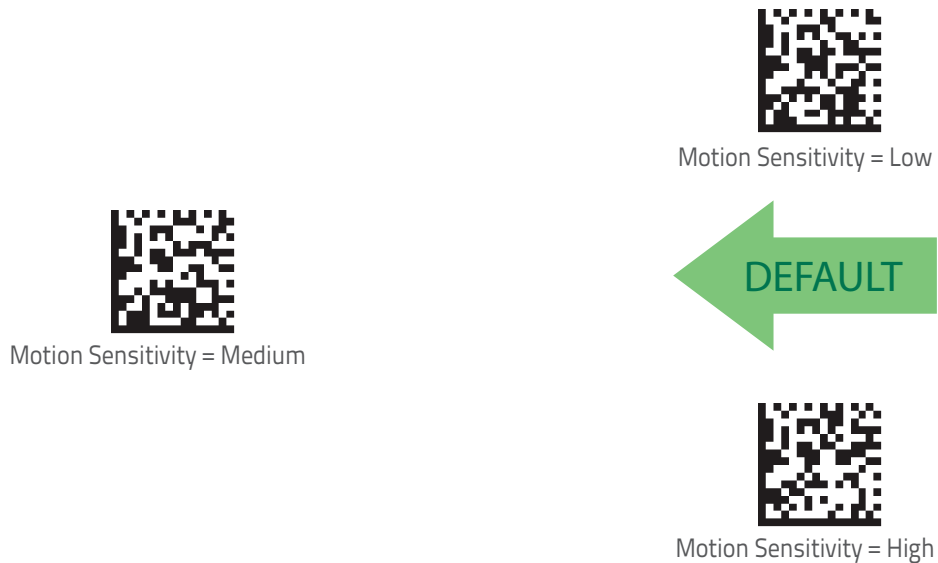 Motion Sensitivity = Low
DEFAULT
Motion Sensitivity = Medium
Motion Sensitivity = High